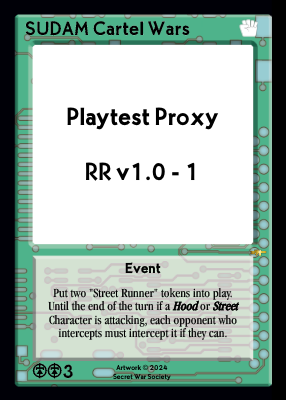 SUDAM Cartel Wars
Playtest Proxy
RR v1.0 - 1
Event
Put two "Street Runner" tokens into play.
Until the end of the turn if a Hood or Street
Character is attacking, each opponent who
intercepts must intercept it if they can.
3
Artwork © 2024
Secret War Society